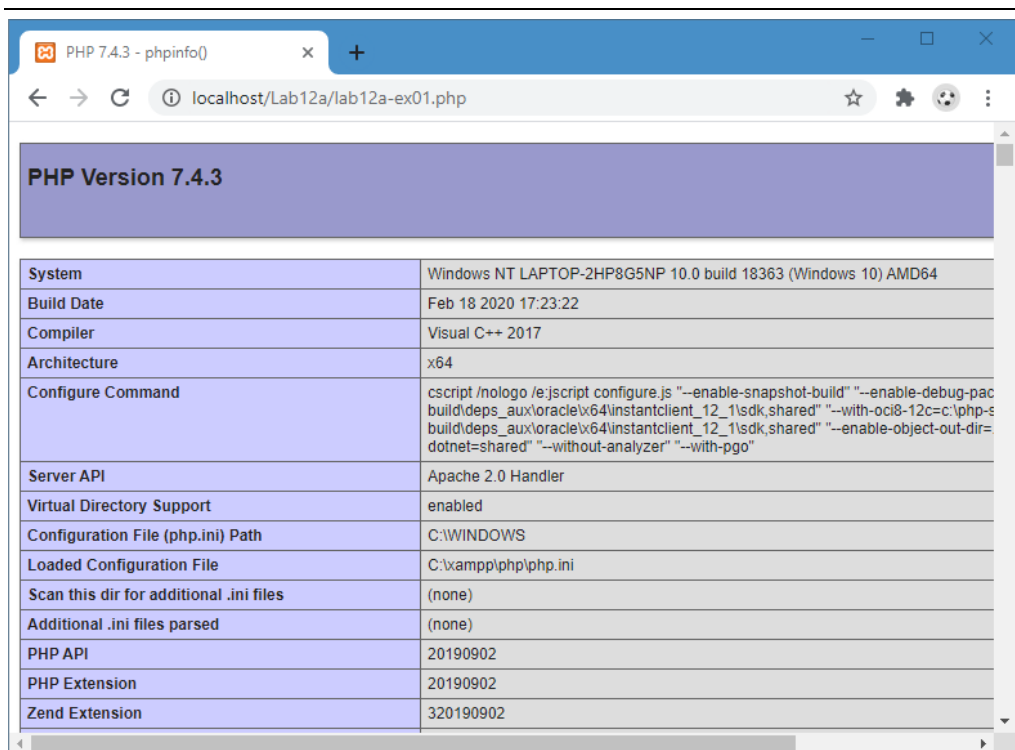 PHP 7.4.3 - phpinfo()
localhost/Lab12a/lab12a-ex01.php
PHP Version 7.4.3
System Windows NT LAPTOP-2HP8G5NP 10.0 build 18363 (Windows 10) AMD64
Build Date Feb 18 2020 17:23:22
Compiler Visual C++ 2017
Architecture x64
Configure Command cscript /nologo /e:jscript configure.js "--enable-snapshot-build" "--enable-debug-pac
build\deps_aux\oracle\x64\instantclient_12_1\sdk,shared" "--with-oci8-12c=c:\php-s
build\deps_aux\oracle\x64\instantclient_12_1\sdk,shared" "--enable-object-out-dir=.
dotnet=shared" "--without-analyzer" "--with-pgo"
Server API Apache 2.0 Handler
Virtual Directory Support enabled
Configuration File (php.ini) Path C:\WINDOWS
Loaded Configuration File C:\xampp\php\php.ini
Scan this dir for additional .ini files (none)
Additional .ini files parsed (none)
PHP API 20190902
PHP Extension 20190902
Zend Extension 320190902